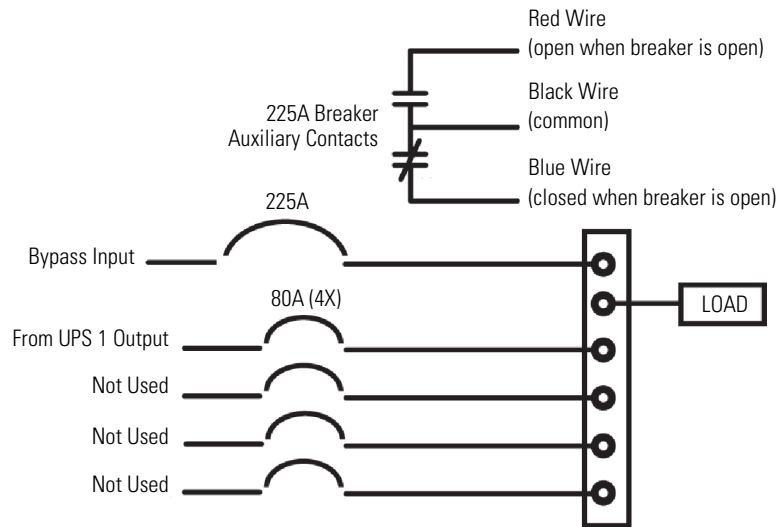 Red Wire
(open when breaker is open)
225A Breaker
Auxiliary Contacts
Black Wire
(common)
Blue Wire
(closed when breaker is open)
225A
Bypass Input
80A (4X)
LOAD
From UPS 1 Output
Not Used
Not Used
Not Used